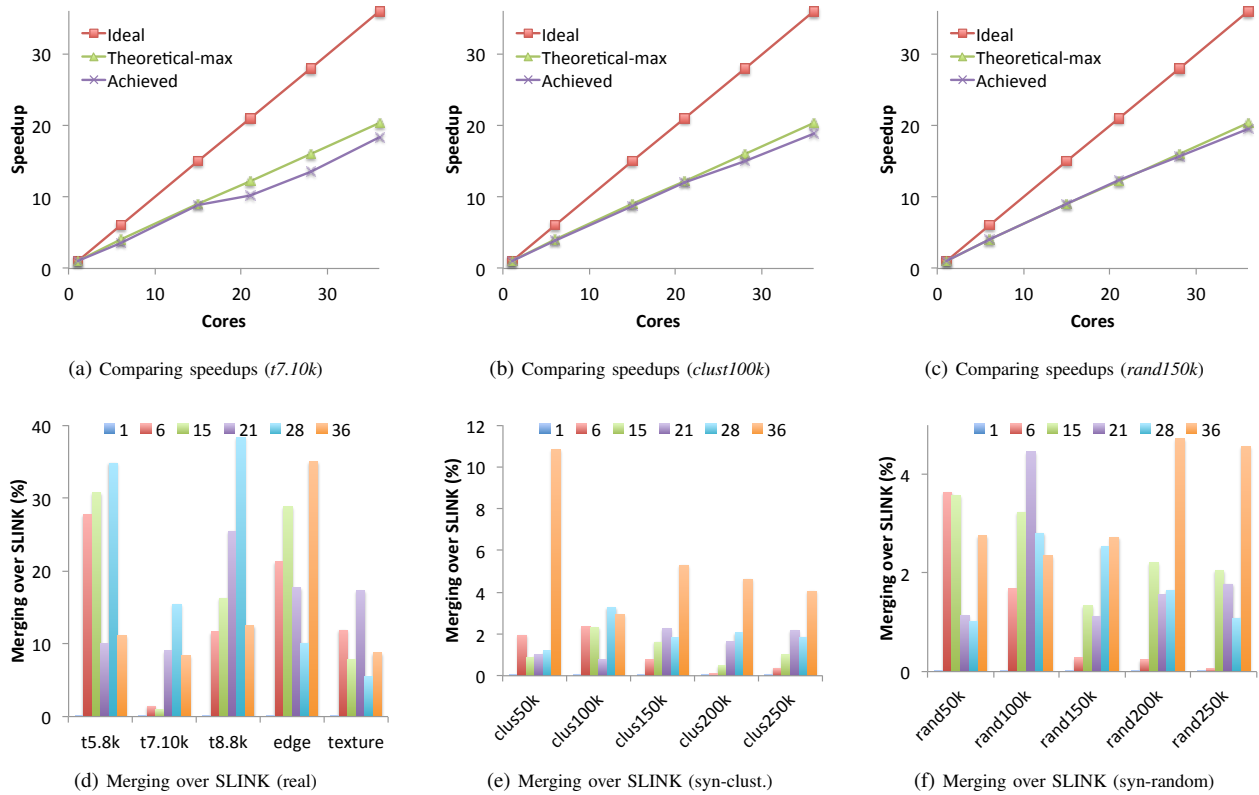 30
20
10
0
Speedup
Ideal
Theoretical-max
Achieved
0 10 20 30
Cores
(a) Comparing speedups (t7.10k)
30
20
10
0
Speedup
Ideal
Theoretical-max
Achieved
0 10 20 30
Cores
(b) Comparing speedups (clust100k)
30
20
10
0
Speedup
Ideal
Theoretical-max
Achieved
0 10 20 30
Cores
(c) Comparing speedups (rand150k)
40
30
20
10
0
Merging over SLINK (%)
1 6 15 21 28 36
t5.8k t7.10k t8.8k edge texture
(d) Merging over SLINK (real)
12
10
8
6
4
2
0
Merging over SLINK (%)
1 6 15 21 28 36
clus50k clus100k clus150k clus200k clus250k
(e) Merging over SLINK (syn-clust.)
4
2
0
Merging over SLINK (%)
1 6 15 21 28 36
rand50k rand100k rand150k rand200k rand250k
(f) Merging over SLINK (syn-random)